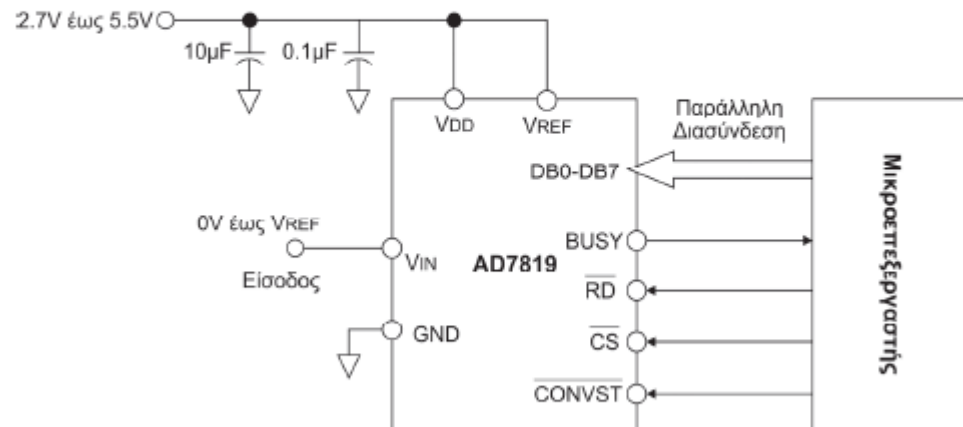 2.7V έως 5.5V
10μF
0.1μF
VDD
VREF
Παράλληλη
Διασύνδεση
DB0-DB7
0V έως VREF
Είσοδος
VIN
AD7819
BUSY
RD
CS
CONVST
GND
Μικροεπεξεργαστής